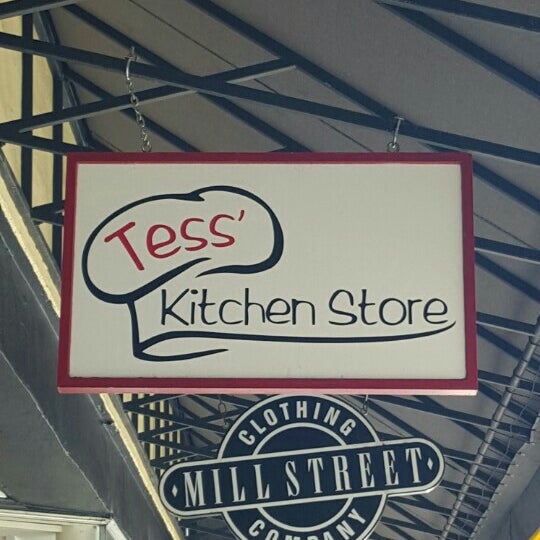 Tess'
Kitchen Store
CLOTHING
MILL STREET
COMPANY